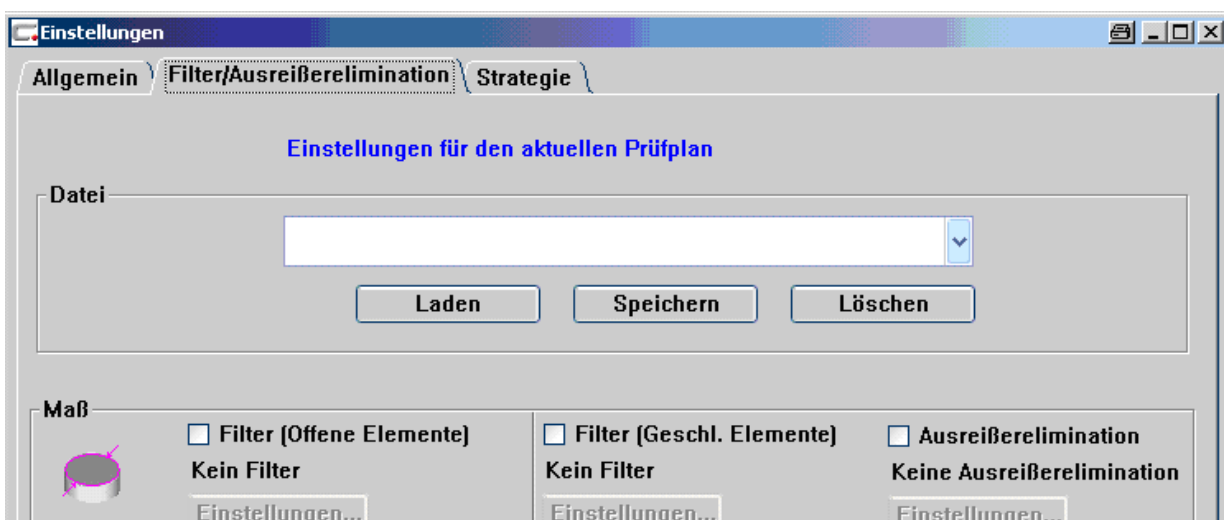 Einstellungen
Allgemein Filter/Ausreißerelimination Strategie
Einstellungen für den aktuellen Prüfplan
Datei
Laden Speichern Löschen
Maß
Filter (Offene Elemente) Filter (Geschl. Elemente) Ausreißerelimination
Kein Filter Kein Filter Keine Ausreißerelimination
Einstellungen... Einstellungen... Einstellungen...